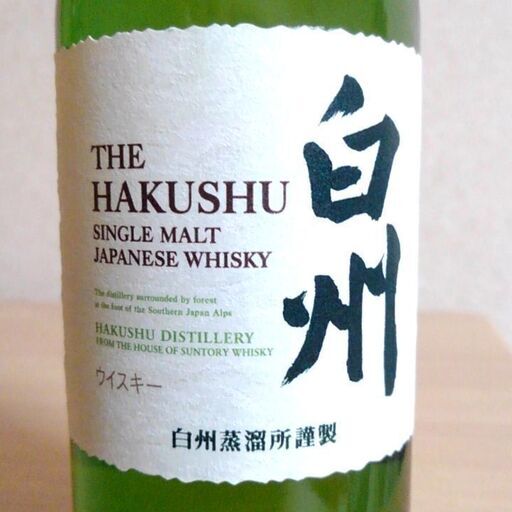 THE
HAKUSHU
SINGLE MALT
JAPANESE WHISKY
The distillery surrounded by forest
at the foot of the Southern Japan Alps
HAKUSHU DISTILLERY
FROM THE HOUSE OF SUNTORY WHISKY
ウイスキー
白州
白州蒸溜所謹製